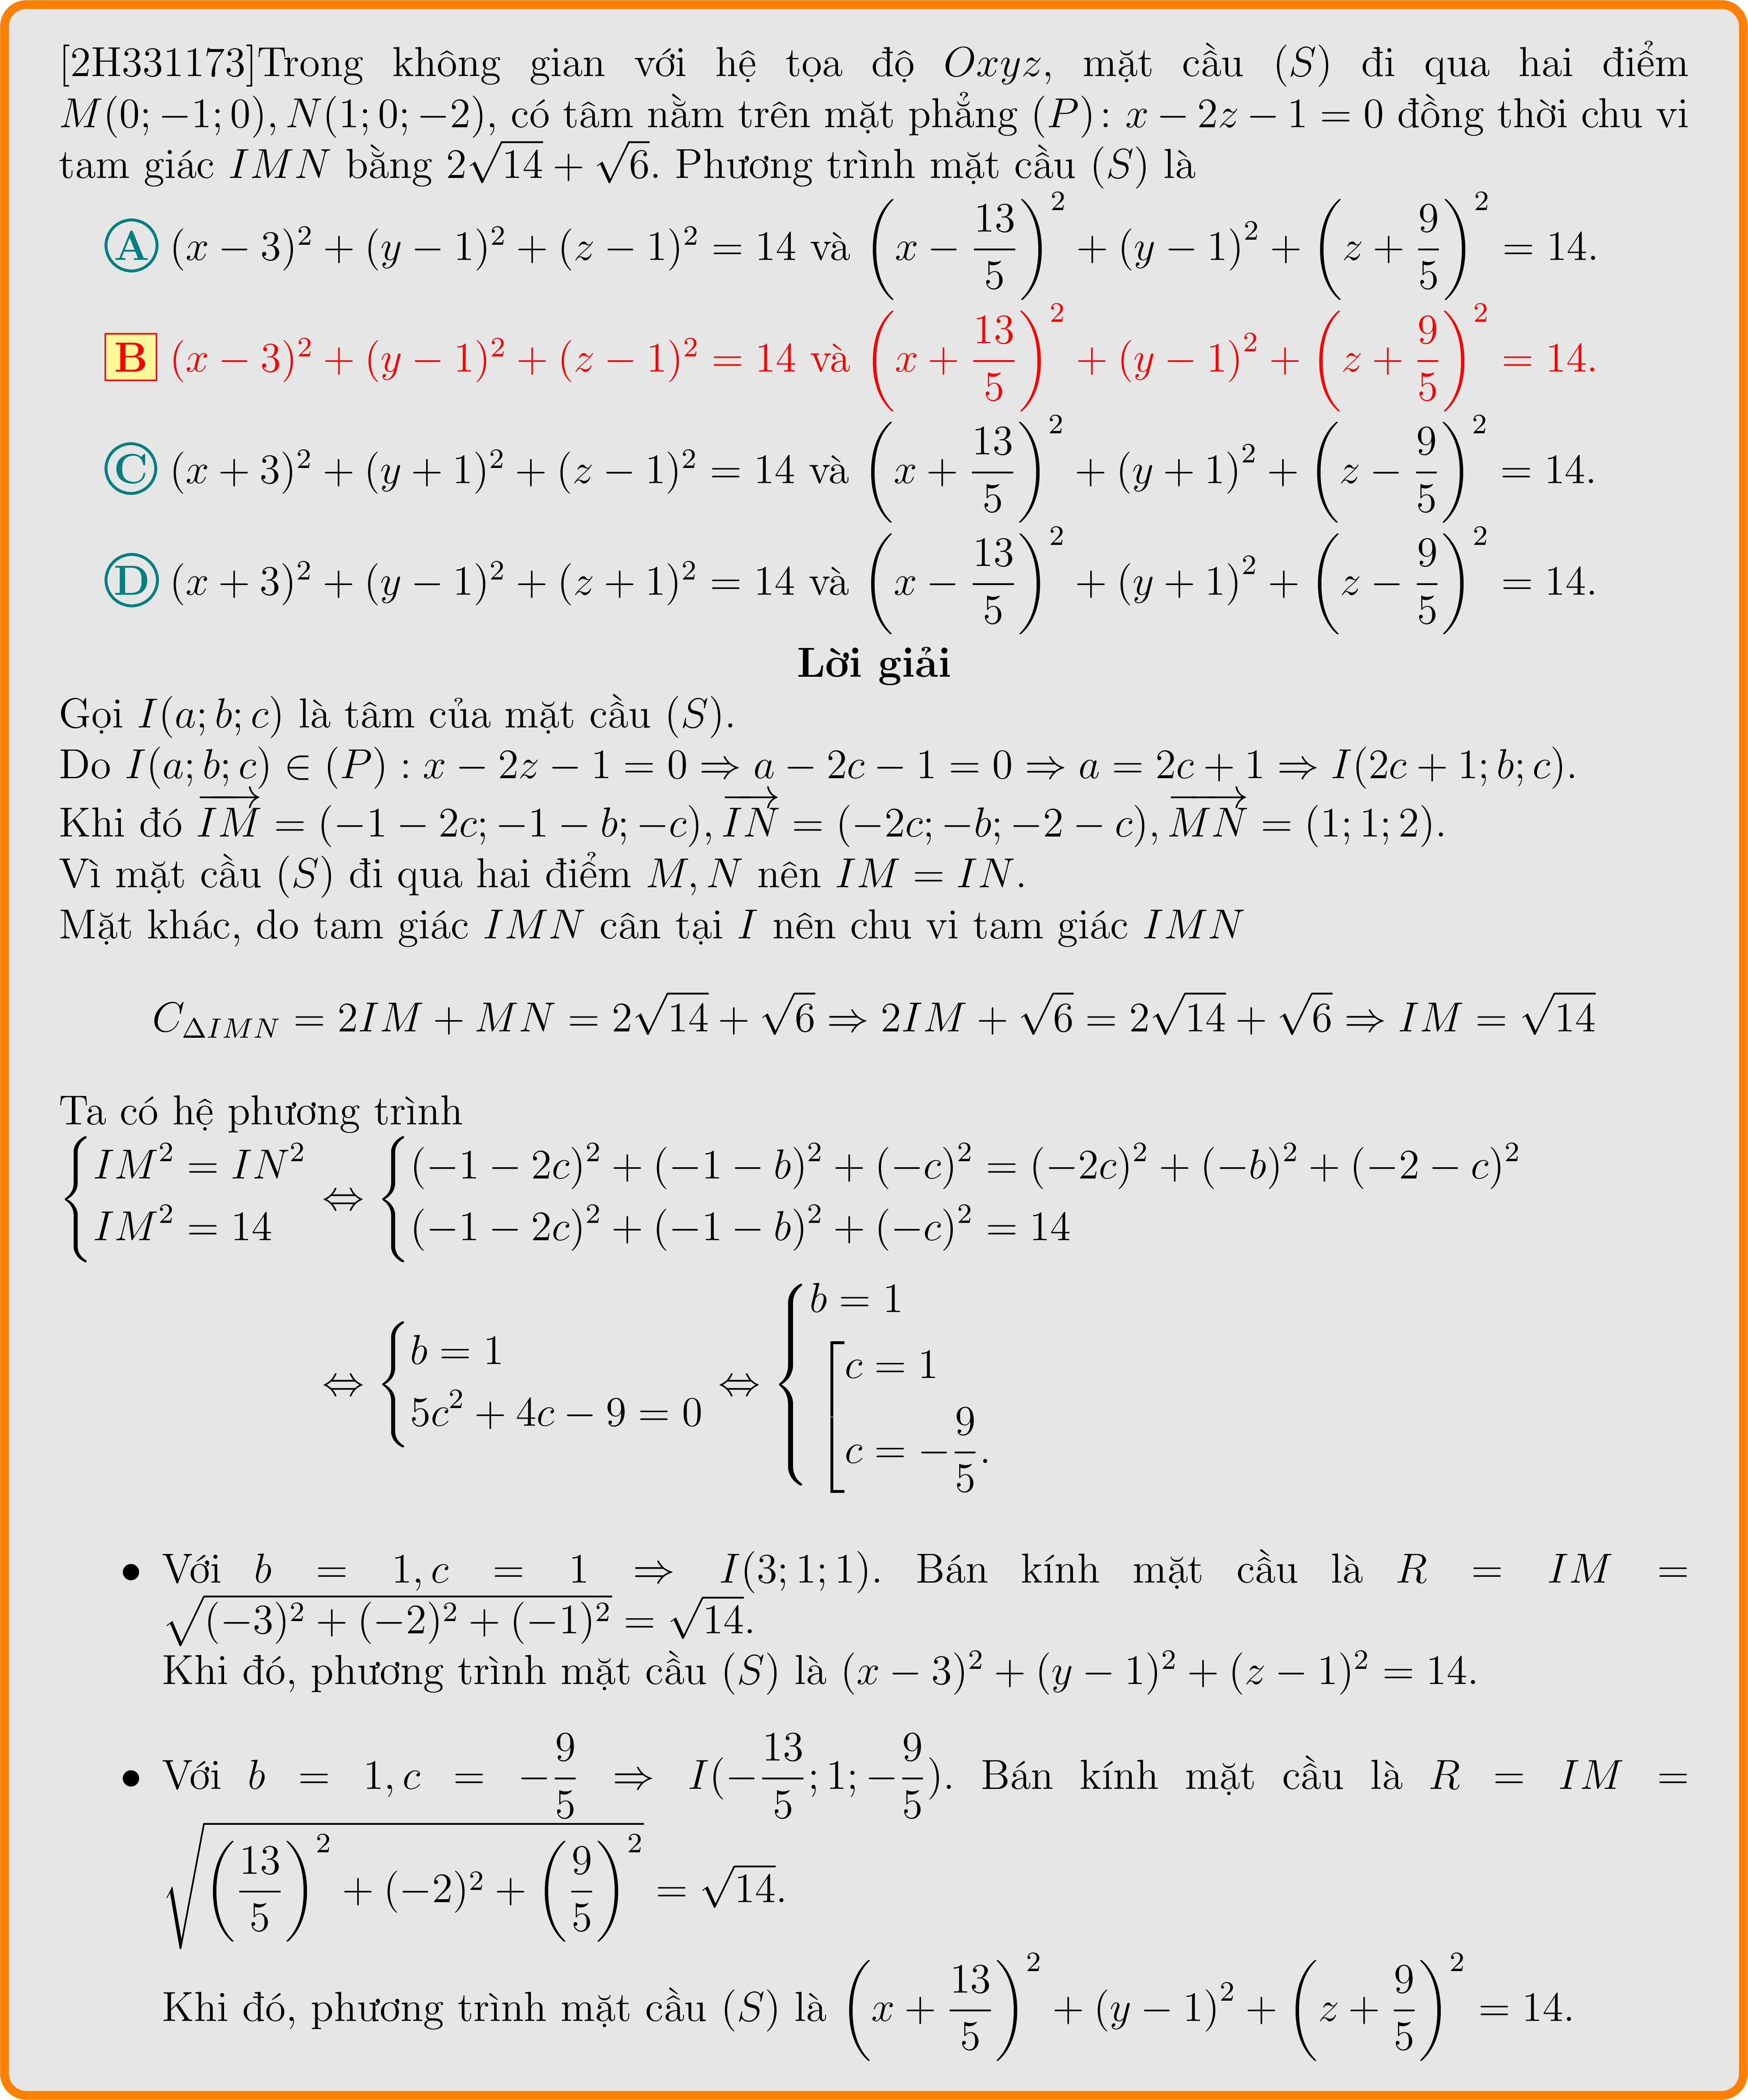 [2H331173]Trong không gian với hệ tọa độ $Oxyz$, mặt cầu $(S)$ đi qua hai điểm
$M(0;-1;0), N(1;0;-2)$, có tâm nằm trên mặt phẳng $(P)\colon x-2z-1=0$ đồng thời chu vi
tam giác $IMN$ bằng $2\sqrt{14}+\sqrt{6}$. Phương trình mặt cầu $(S)$ là
A $(x-3)^2+(y-1)^2+(z-1)^2=14$ và $\left(x-\dfrac{13}{5}\right)^2+(y-1)^2+\left(z+\dfrac{9}{5}\right)^2=14$.
B $(x-3)^2+(y-1)^2+(z-1)^2=14$ và $\left(x+\dfrac{13}{5}\right)^2+(y-1)^2+\left(z+\dfrac{9}{5}\right)^2=14$.
C $(x+3)^2+(y+1)^2+(z-1)^2=14$ và $\left(x+\dfrac{13}{5}\right)^2+(y+1)^2+\left(z-\dfrac{9}{5}\right)^2=14$.
D $(x+3)^2+(y-1)^2+(z+1)^2=14$ và $\left(x-\dfrac{13}{5}\right)^2+(y+1)^2+\left(z-\dfrac{9}{5}\right)^2=14$.
Lời giải
Gọi $I(a;b;c)$ là tâm của mặt cầu $(S)$.
Do $I(a;b;c)\in(P):x-2z-1=0\Rightarrow a-2c-1=0\Rightarrow a=2c+1\Rightarrow I(2c+1;b;c)$.
Khi đó $\overrightarrow{IM}=(-1-2c;-1-b;-c),\overrightarrow{IN}=(-2c;-b;-2-c),\overrightarrow{MN}=(1;1;2)$.
Vì mặt cầu $(S)$ đi qua hai điểm $M,N$ nên $IM=IN$.
Mặt khác, do tam giác $IMN$ cân tại $I$ nên chu vi tam giác $IMN$
$C_{\Delta IMN}=2IM+MN=2\sqrt{14}+\sqrt{6}\Rightarrow 2IM+\sqrt{6}=2\sqrt{14}+\sqrt{6}\Rightarrow IM=\sqrt{14}$
Ta có hệ phương trình
$\begin{cases}IM^2=IN^2\\IM^2=14\end{cases}\Leftrightarrow\begin{cases}(-1-2c)^2+(-1-b)^2+(-c)^2=(-2c)^2+(-b)^2+(-2-c)^2\\(-1-2c)^2+(-1-b)^2+(-c)^2=14\end{cases}$
$\Leftrightarrow\begin{cases}b=1\\5c^2+4c-9=0\end{cases}\Leftrightarrow\begin{cases}b=1\\\left[\begin{array}{l}c=1\\c=-\dfrac{9}{5}.\end{array}\right.\end{cases}$
• Với $b=1,c=1\Rightarrow I(3;1;1)$. Bán kính mặt cầu là $R=IM=$
$\sqrt{(-3)^2+(-2)^2+(-1)^2}=\sqrt{14}$.
Khi đó, phương trình mặt cầu $(S)$ là $(x-3)^2+(y-1)^2+(z-1)^2=14$.
• Với $b=1,c=-\dfrac{9}{5}\Rightarrow I(-\dfrac{13}{5};1;-\dfrac{9}{5})$. Bán kính mặt cầu là $R=IM=$
$\sqrt{\left(\dfrac{13}{5}\right)^2+(-2)^2+\left(\dfrac{9}{5}\right)^2}=\sqrt{14}$.
Khi đó, phương trình mặt cầu $(S)$ là $\left(x+\dfrac{13}{5}\right)^2+(y-1)^2+\left(z+\dfrac{9}{5}\right)^2=14$.